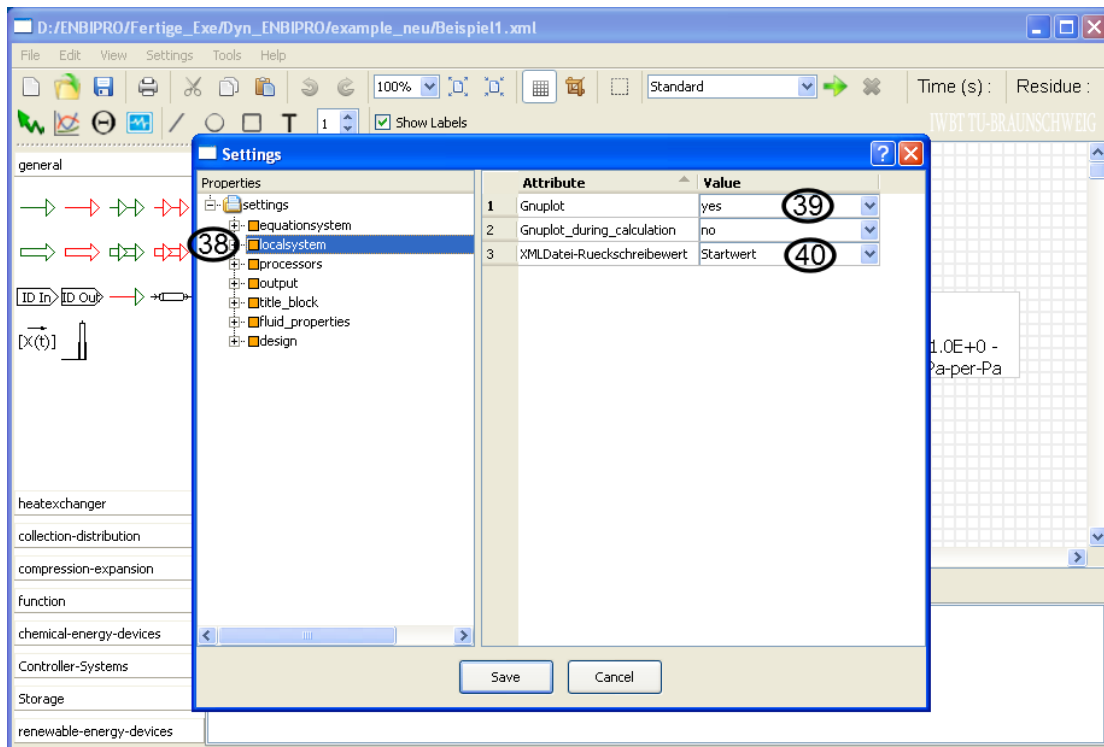 D:/ENBIPRO/Fertige_Exe/Dyn_ENBIPRO/example_neu/Beispiel1.xml
File Edit View Settings Tools Help
100% Standard Time (s) : Residue :
T 1 Show Labels IWBT TU-BRAUNSCHWEIG
general
ID In ID Out
[X(t)]
heatexchanger
collection-distribution
compression-expansion
function
chemical-energy-devices
Controller-Systems
Storage
renewable-energy-devices
1.0E+0 -
Pa-per-Pa
Settings
Properties
settings
equationsystem
38 localsystem
processors
output
title_block
fluid_properties
design
Attribute Value
1 Gnuplot yes 39
2 Gnuplot_during_calculation no
3 XMLDatei-Rueckschreibewert Startwert 40
Save Cancel